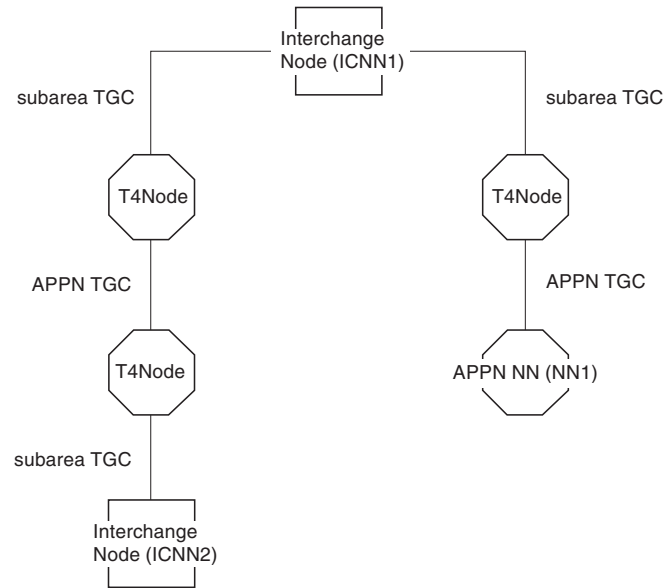 Interchange
Node (ICNN1)
subarea TGC
subarea TGC
T4Node
T4Node
APPN TGC
APPN TGC
T4Node
APPN NN (NN1)
subarea TGC
Interchange
Node (ICNN2)